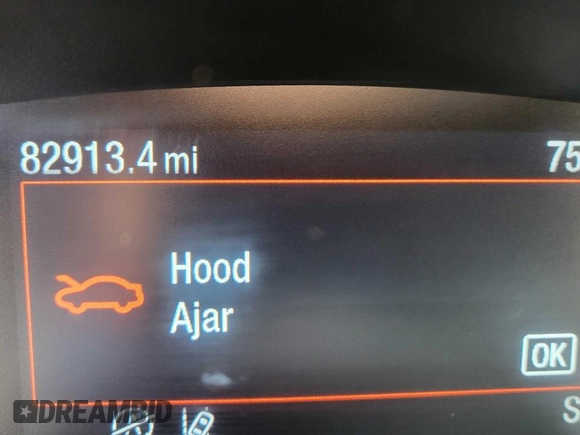 82913.4 mi 75
Hood
Ajar
OK
S
DREAMBID